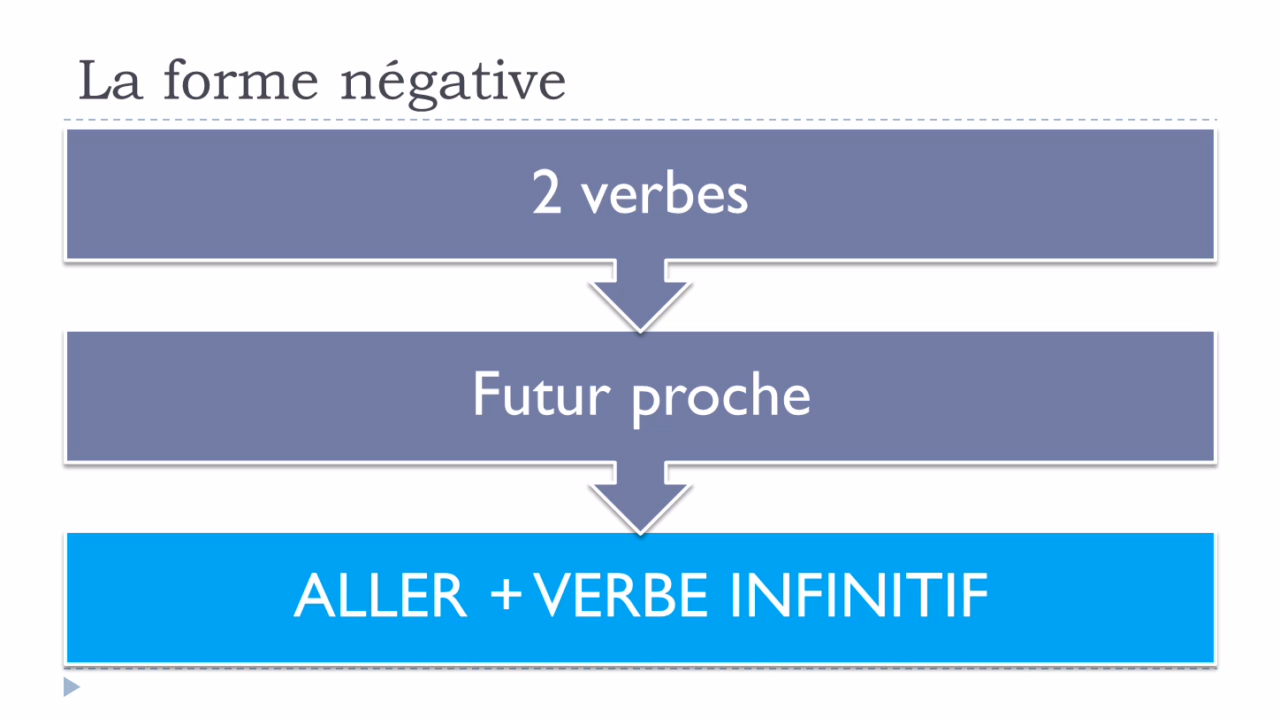 La forme négative
2 verbes
Futur proche
ALLER + VERBE INFINITIF